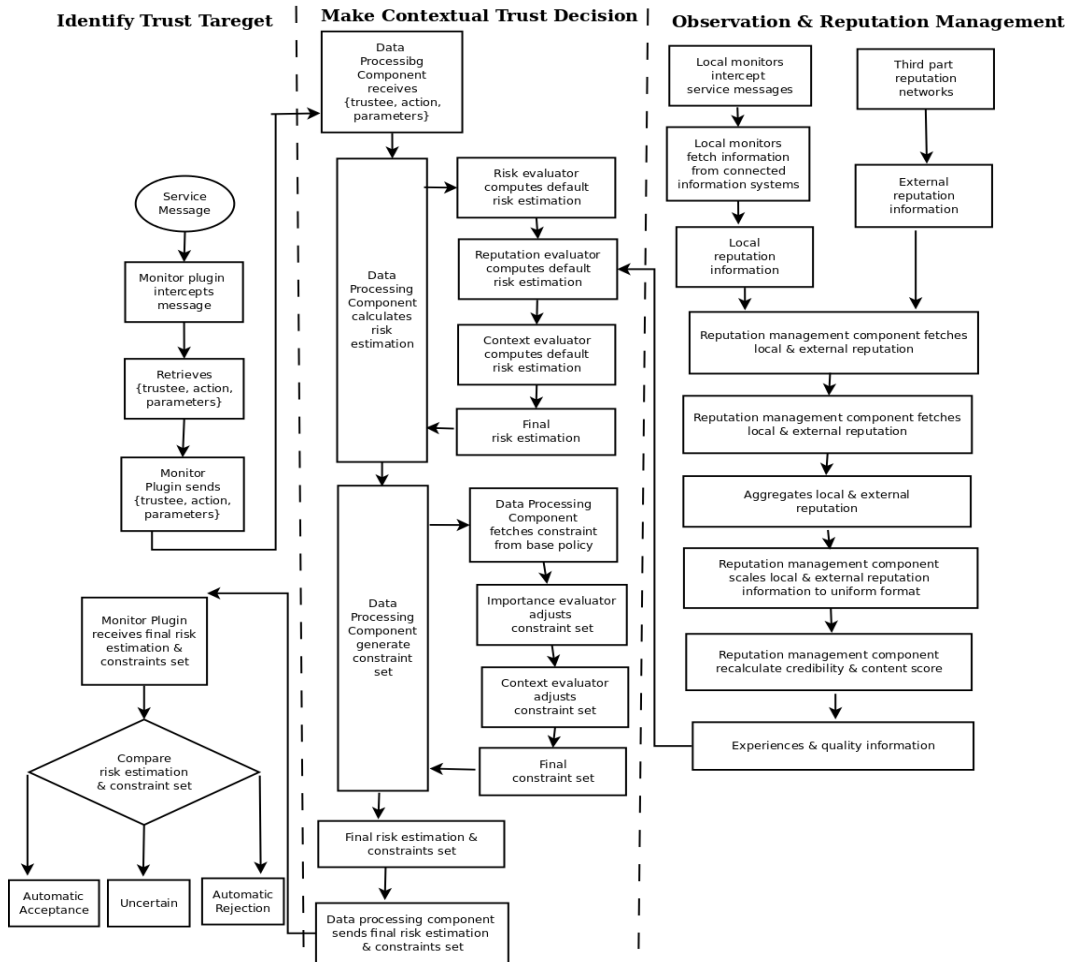 Identify Trust Tareget
Make Contextual Trust Decision
Observation & Reputation Management
Service
Message
Monitor plugin
intercepts
message
Retrieves
{trustee, action,
parameters}
Monitor
Plugin sends
{trustee, action,
parameters}
Monitor Plugin
receives final risk
estimation &
constraints set
Compare
risk estimation
& constraint set
Automatic
Acceptance
Uncertain
Automatic
Rejection
Data
Processibg
Component
receives
{trustee, action,
parameters}
Data
Processing
Component
calculates
risk
estimation
Risk evaluator
computes default
risk estimation
Reputation evaluator
computes default
risk estimation
Context evaluator
computes default
risk estimation
Final
risk estimation
Data
Processing
Component
generate
constraint
set
Data Processing
Component
fetches constraint
from base policy
Importance evaluator
adjusts
constraint set
Context evaluator
adjusts
constraint set
Final
constraint set
Final risk estimation &
constraints set
Data processing component
sends final risk estimation
& constraints set
Local monitors
intercept
service messages
Third part
reputation
networks
Local monitors
fetch information
from connected
information systems
External
reputation
information
Local
reputation
information
Reputation management component fetches
local & external reputation
Reputation management component fetches
local & external reputation
Aggregates local & external
reputation
Reputation management component
scales local & external reputation
information to uniform format
Reputation management component
recalculate credibility & content score
Experiences & quality information